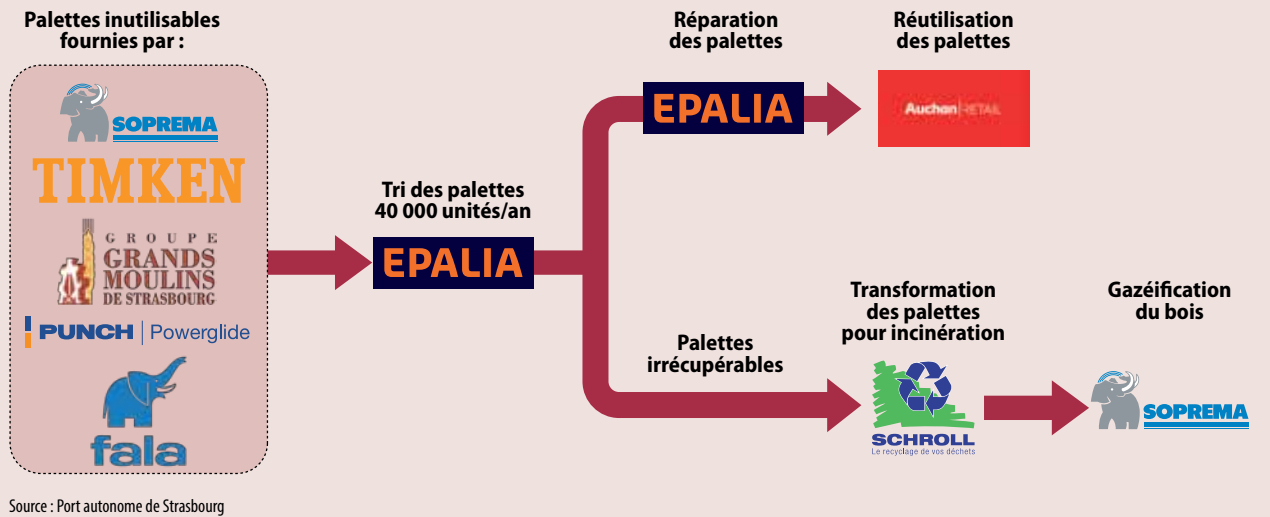 Palettes inutilisables
fournies par :
SOPREMA
TIMKEN
GROUPE
GRANDS
MOULINS
DE STRASBOURG
PUNCH | Powerglide
fala
Tri des palettes
40 000 unités/an
EPALIA
Réparation
des palettes
EPALIA
Réutilisation
des palettes
Auchan RETAIL
Palettes
irrécupérables
Transformation
des palettes
pour incinération
SCHROLL
Le recyclage de vos déchets
Gazéification
du bois
SOPREMA
Source : Port autonome de Strasbourg